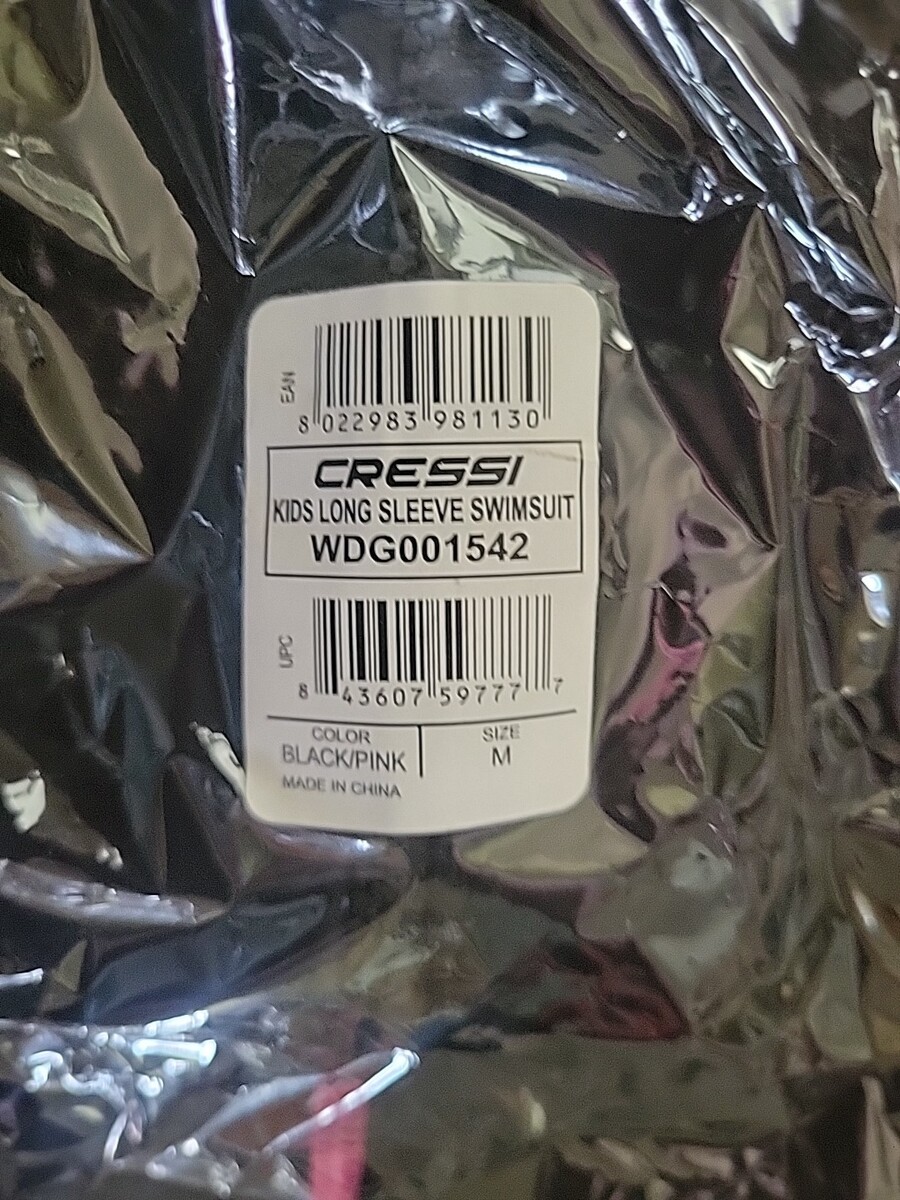 EAN
8 022983 981130
CRESSI
KIDS LONG SLEEVE SWIMSUIT
WDG001542
UPC
8 43607 59777 7
COLOR
BLACK/PINK
SIZE
M
MADE IN CHINA